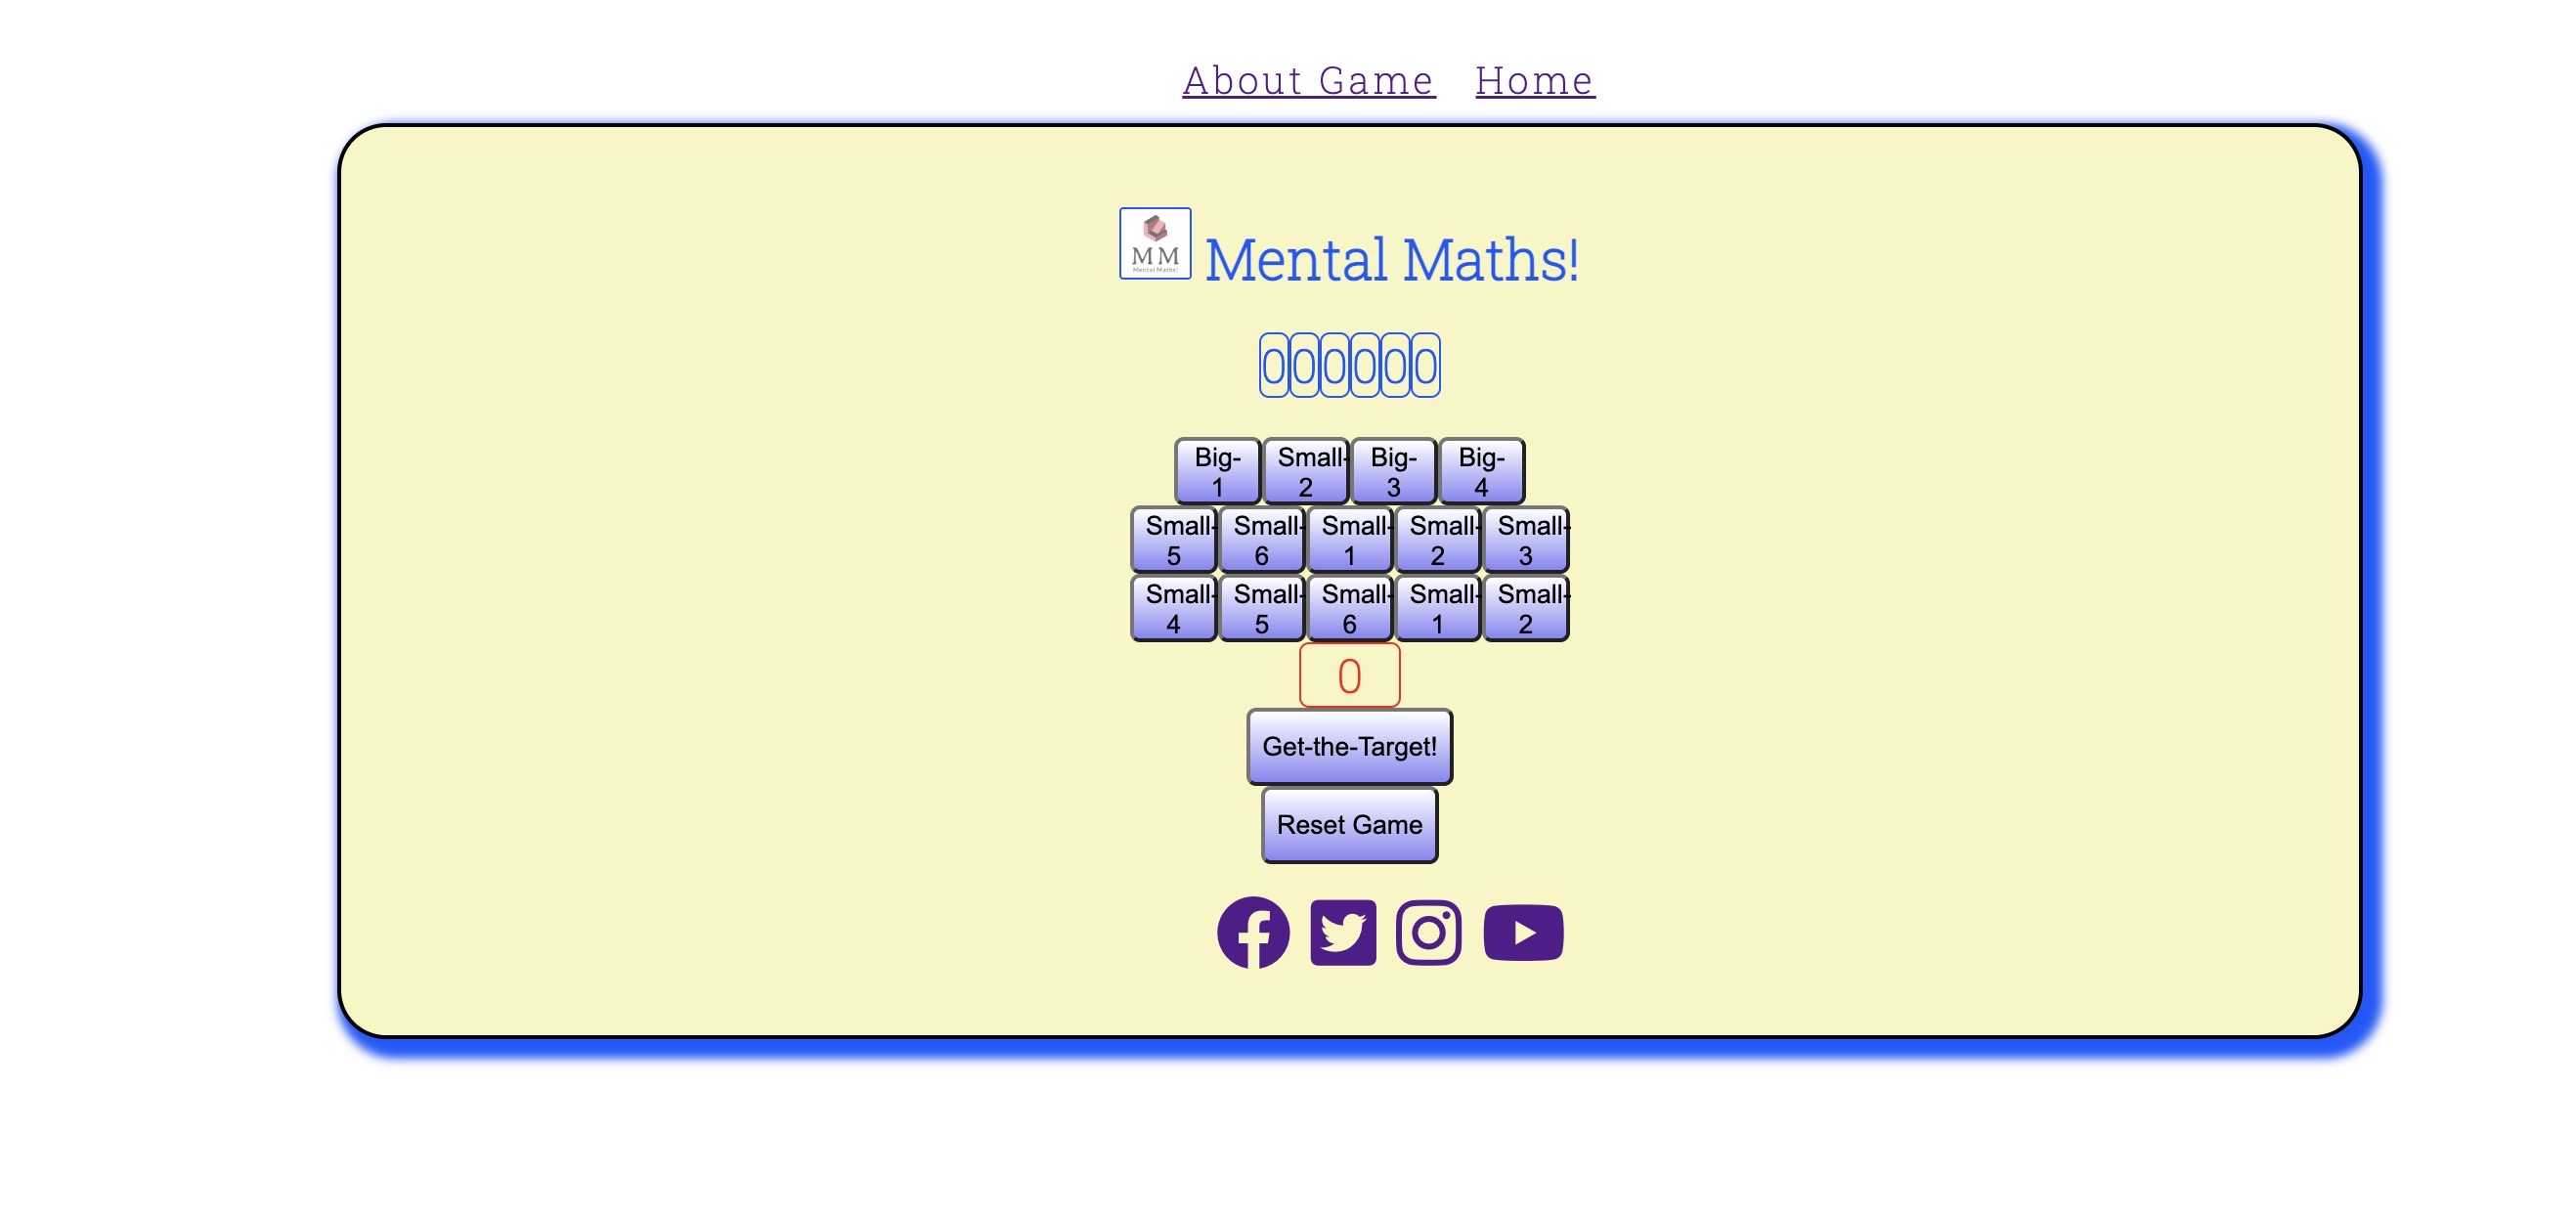 About Game Home
MM
Mental Maths!
Mental Maths!
0 0 0 0 0 0
Big-1 Small-2 Big-3 Big-4
Small-5 Small-6 Small-1 Small-2 Small-3
Small-4 Small-5 Small-6 Small-1 Small-2
0
Get-the-Target!
Reset Game